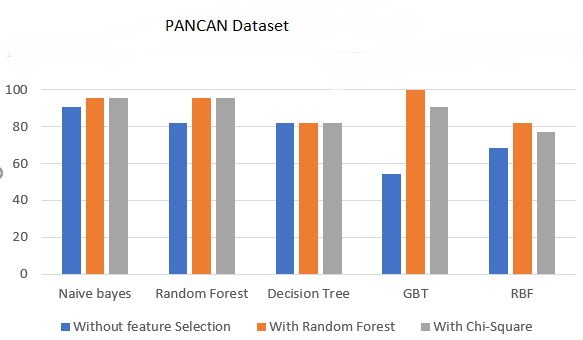 PANCAN Dataset
100
80
60
40
20
0
Naive bayes Random Forest Decision Tree GBT RBF
Without feature Selection With Random Forest With Chi-Square